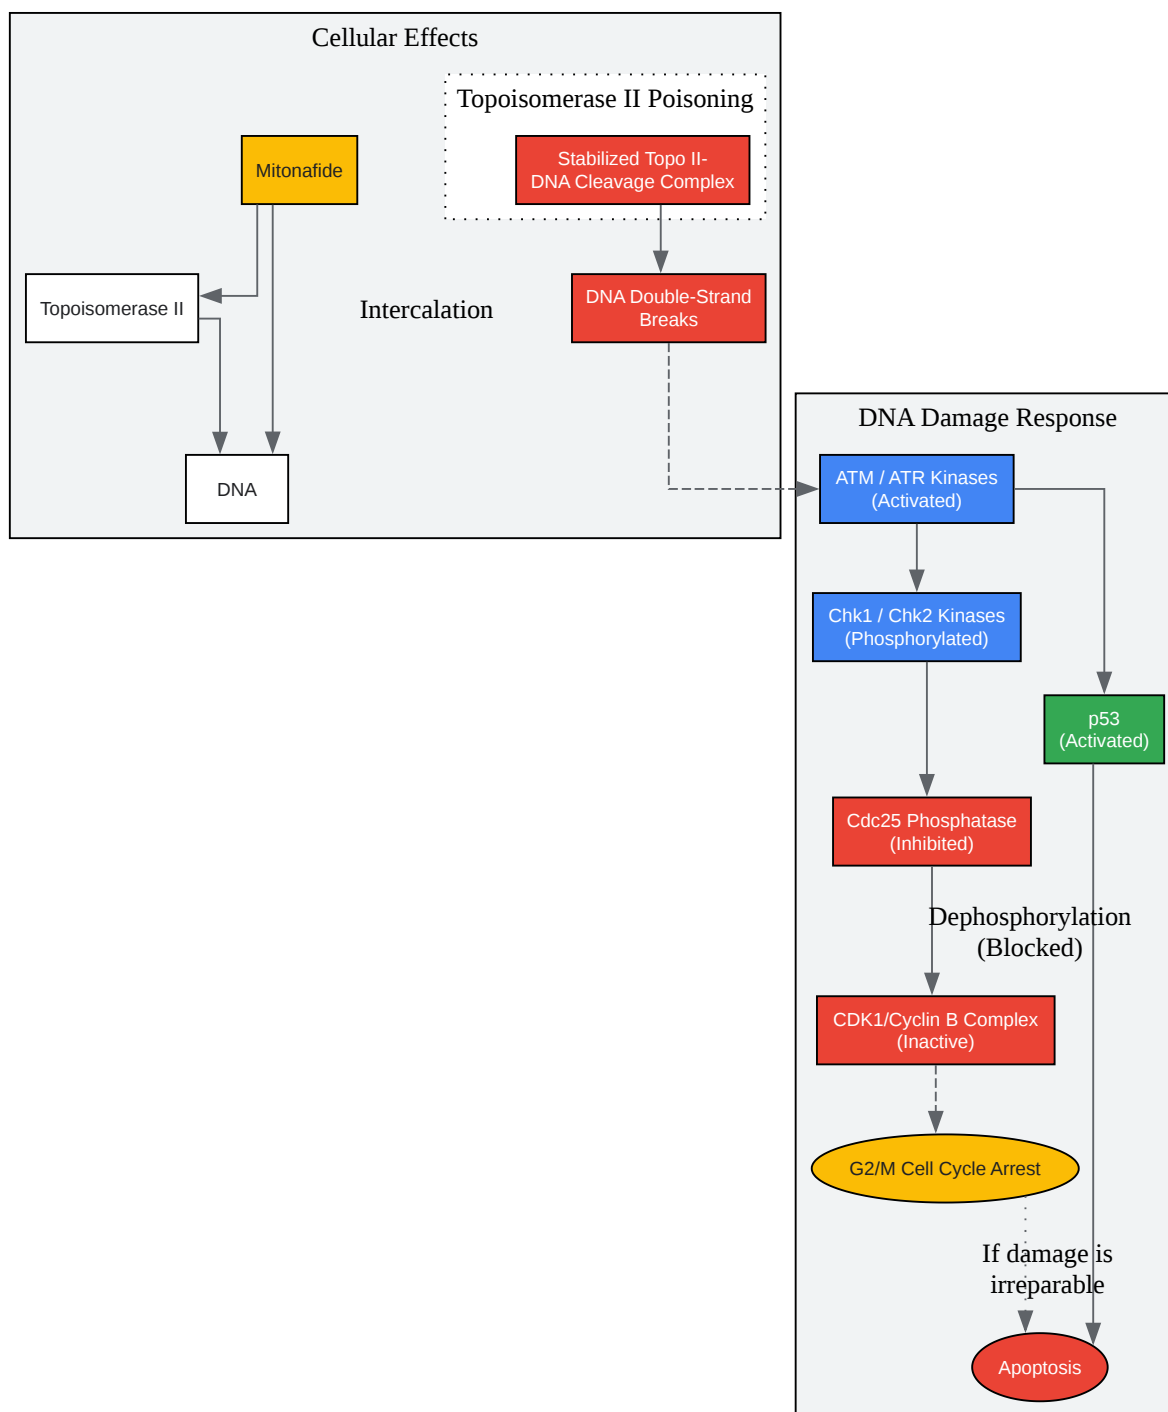 Cellular Effects
Topoisomerase II Poisoning
Mitonafide
Stabilized Topo II-
DNA Cleavage Complex
Topoisomerase II
Intercalation
DNA Double-Strand
Breaks
DNA
DNA Damage Response
ATM / ATR Kinases
(Activated)
Chk1 / Chk2 Kinases
(Phosphorylated)
p53
(Activated)
Cdc25 Phosphatase
(Inhibited)
Dephosphorylation
(Blocked)
CDK1/Cyclin B Complex
(Inactive)
G2/M Cell Cycle Arrest
If damage is
irreparable
Apoptosis